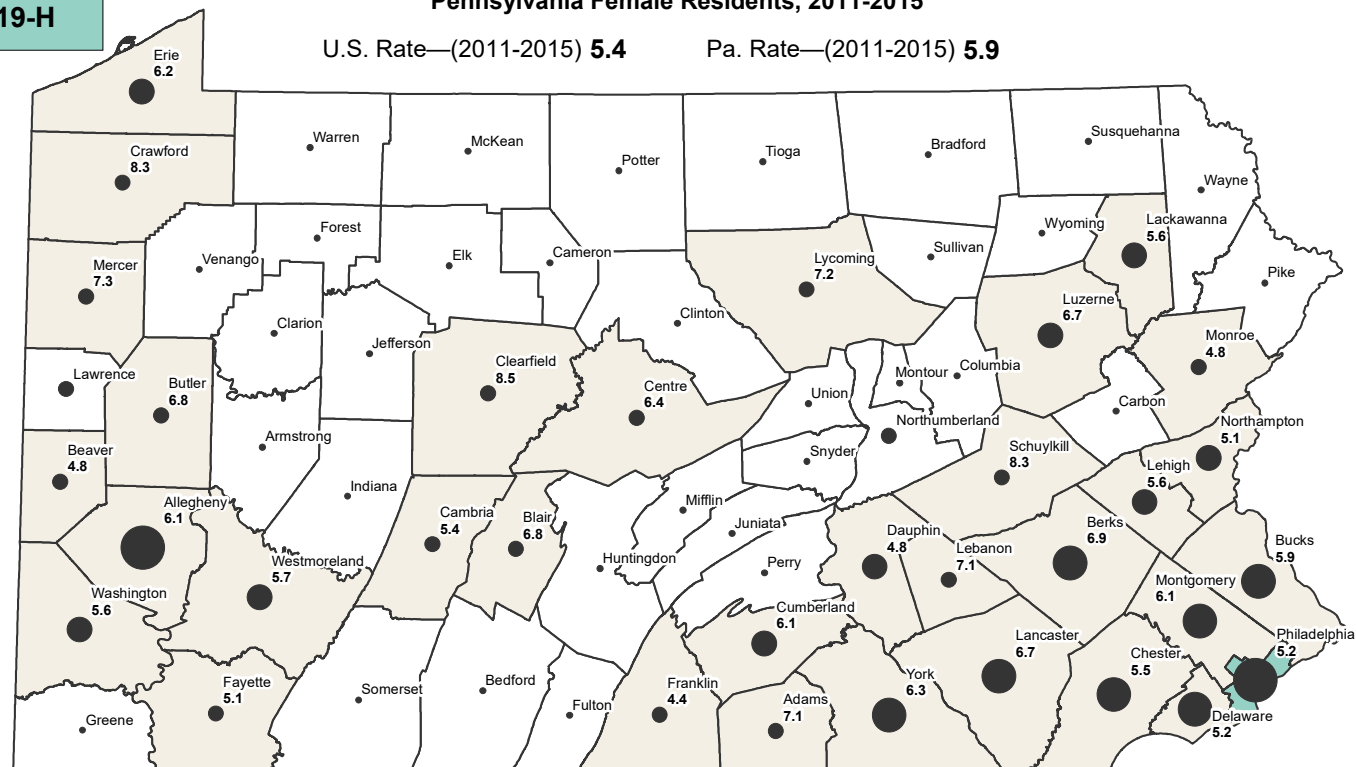 19-H
Pennsylvania Female Residents, 2011-2015
U.S. Rate—(2011-2015) 5.4
Pa. Rate—(2011-2015) 5.9
Erie
6.2
Warren
McKean
Potter
Tioga
Bradford
Susquehanna
Wayne
Crawford
8.3
Forest
Venango
Elk
Cameron
Lycoming
7.2
Sullivan
Wyoming
Lackawanna
5.6
Pike
Mercer
7.3
Clarion
Jefferson
Clinton
Luzerne
6.7
Monroe
4.8
Lawrence
Butler
6.8
Clearfield
8.5
Centre
6.4
Union
Montour
Columbia
Carbon
Northampton
5.1
Beaver
4.8
Armstrong
Northumberland
Snyder
Schuylkill
8.3
Lehigh
5.6
Allegheny
6.1
Indiana
Cambria
5.4
Blair
6.8
Mifflin
Juniata
Dauphin
4.8
Lebanon
7.1
Berks
6.9
Bucks
5.9
Westmoreland
5.7
Huntingdon
Perry
Washington
5.6
Cumberland
6.1
Montgomery
6.1
Lancaster
6.7
Philadelphia
5.2
Chester
5.5
Fayette
5.1
Somerset
Bedford
Fulton
Franklin
4.4
Adams
7.1
York
6.3
Delaware
5.2
Greene